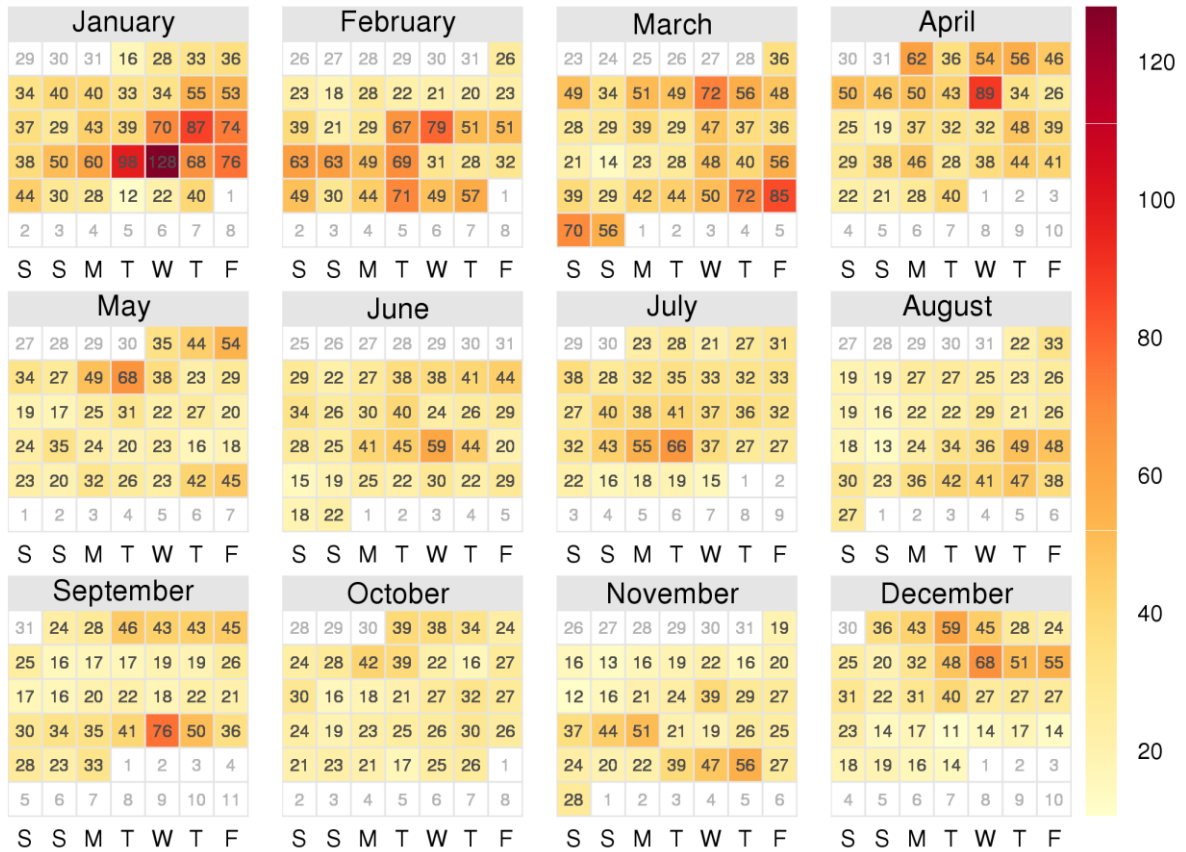 January February March April
29 30 31 16 28 33 36 26 27 28 29 30 31 26 23 24 25 26 27 28 36 30 31 62 36 54 56 46 120
34 40 40 33 34 55 53 23 18 28 22 21 20 23 49 34 51 49 72 56 48 50 46 50 43 89 34 26
37 29 43 39 70 87 74 39 21 29 67 79 51 51 28 29 39 29 47 37 36 25 19 37 32 32 48 39
38 50 60 98 128 68 76 63 63 49 69 31 28 32 21 14 23 28 48 40 56 29 38 46 38 38 44 41
44 30 28 12 22 40 1 49 30 44 71 49 57 1 39 29 42 44 50 72 85 22 21 28 40 1 2 3 100
2 3 4 5 6 7 8 2 3 4 5 6 7 8 70 56 1 2 3 4 5 4 5 6 7 8 9 10
S S M T W T F S S M T W T F S S M T W T F S S M T W T F
May June July August
27 28 29 30 35 44 54 25 26 27 28 29 30 31 29 30 23 28 21 27 31 27 28 29 30 31 22 33 80
34 27 49 68 38 23 29 29 22 27 38 38 41 44 38 28 32 35 33 32 33 19 19 27 27 25 23 26
19 17 25 31 22 27 20 34 26 30 40 24 26 29 27 40 38 41 37 36 32 19 16 22 22 29 21 26
24 35 24 20 23 16 18 28 25 41 45 59 44 20 32 43 55 66 37 27 27 18 13 24 34 36 49 48
23 20 32 26 23 42 45 15 19 25 22 30 22 29 22 16 18 19 15 1 2 30 23 36 42 41 47 38 60
1 2 3 4 5 6 7 18 22 1 2 3 4 5 3 4 5 6 7 8 9 27 1 2 3 4 5 6
S S M T W T F S S M T W T F S S M T W T F S S M T W T F
September October November December
31 24 28 46 43 43 45 28 29 30 39 38 34 24 26 27 28 29 30 31 19 30 36 43 59 45 28 24 40
25 16 17 17 19 19 26 24 28 42 39 22 16 27 16 13 16 19 22 16 20 25 20 32 48 68 51 55
17 16 20 22 18 22 21 30 16 18 21 27 32 27 12 16 21 24 39 29 27 31 22 31 40 27 27 27
30 34 35 41 76 50 36 24 19 23 25 26 30 26 37 44 51 21 19 26 25 23 14 17 11 14 17 14
28 23 33 1 2 3 4 21 23 21 17 25 26 1 24 20 22 39 47 56 27 18 19 16 14 1 2 3 20
5 6 7 8 9 10 11 2 3 4 5 6 7 8 28 1 2 3 4 5 6 4 5 6 7 8 9 10
S S M T W T F S S M T W T F S S M T W T F S S M T W T F